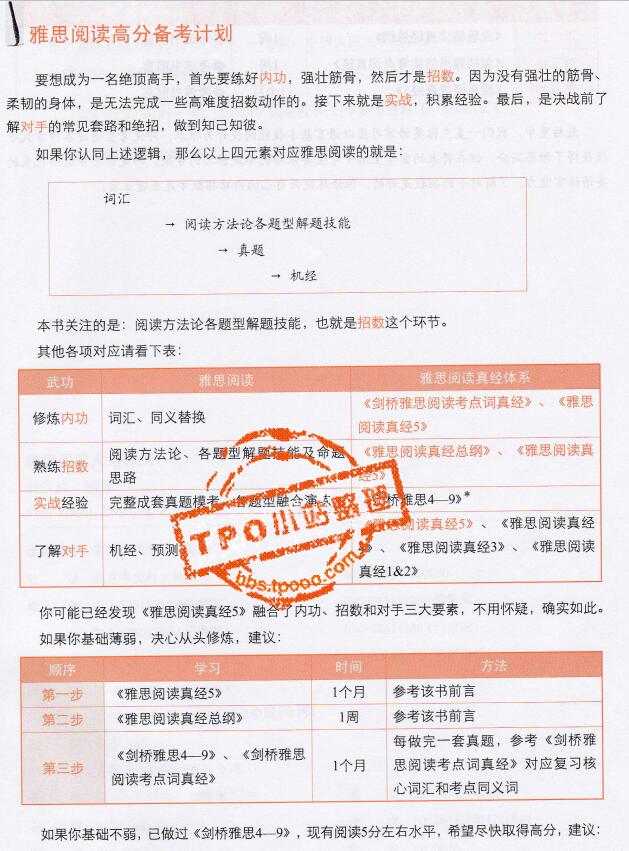 雅思阅读高分备考计划
要想成为一名绝顶高手，首先要练好内功，强壮筋骨，然后才是招数。因为没有强壮的筋骨、
柔韧的身体，是无法完成一些高难度招数动作的。接下来就是实战，积累经验。最后，是决战前了
解对手的常见套路和绝招，做到知己知彼。
如果你认同上述逻辑，那么以上四元素对应雅思阅读的就是：
词汇
→ 阅读方法论各题型解题技能
→ 真题
→ 机经
本书关注的是：阅读方法论各题型解题技能，也就是招数这个环节。
其他各项对应请看下表：
武功 雅思阅读 雅思阅读真经体系
修炼内功 词汇、同义替换 《剑桥雅思阅读考点词真经》、《雅思
阅读真经5》
熟练招数 阅读方法论、各题型解题技能及命题
思路
《雅思阅读真经总纲》、《雅思阅读真
经5》
实战经验 完整成套真题模考、各题型融合演 剑桥雅思4—9》*
了解对手 机经、预测
《雅思阅读真经5》、《雅思阅读真经
》、《雅思阅读真经3》、《雅思阅读
真经1&2》
TPO小站整理
bbs.tpooo.com
你可能已经发现《雅思阅读真经5》融合了内功、招数和对手三大要素，不用怀疑，确实如此。
如果你基础薄弱，决心从头修炼，建议：
顺序 学习 时间 方法
第一步 《雅思阅读真经5》 1个月 参考该书前言
第二步 《雅思阅读真经总纲》 1周 参考该书前言
第三步 《剑桥雅思4—9》、《剑桥雅思
阅读考点词真经》 1个月
每做完一套真题，参考《剑桥雅
思阅读考点词真经》对应复习核
心词汇和考点同义词
如果你基础不弱，已做过《剑桥雅思4—9》，现有阅读5分左右水平，希望尽快取得高分，建议：